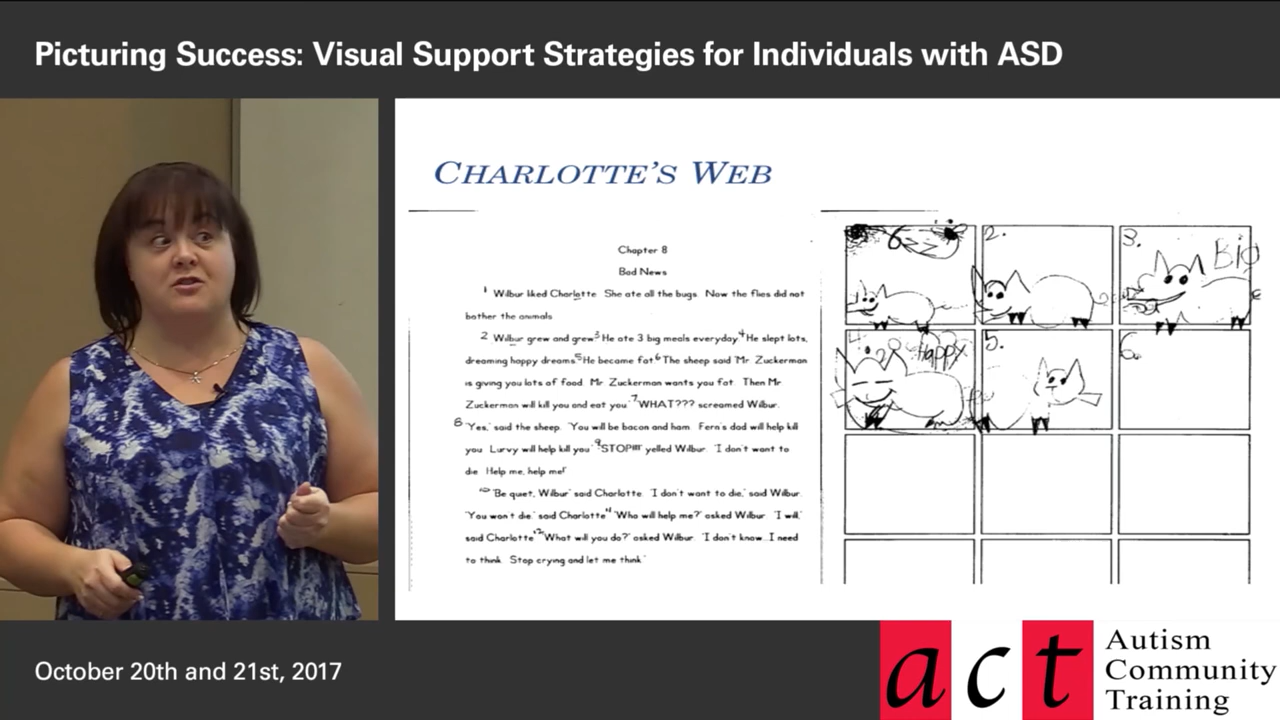 Picturing Success: Visual Support Strategies for Individuals with ASD
CHARLOTTE'S WEB
Chapter 8
Bad News
1 Wilbur liked Charlotte. She ate all the bugs. Now the flies did not
bother the animals
2 Wilbur grew and grew 3 He ate 3 big meals everyday. 4 He slept lots,
dreaming happy dreams. 5 He became fat. 6 The sheep said "Mr. Zuckerman
is giving you lots of food. Mr. Zuckerman wants you fat. Then Mr
Zuckerman will kill you and eat you." 7 "WHAT??? screamed Wilbur.
8 "Yes," said the sheep. "You will be bacon and ham. Fern's dad will help kill
you. Lurvy will help kill you." 9 "STOP!!!" yelled Wilbur. "I don't want to
die. Help me, help me!"
10 "Be quiet, Wilbur" said Charlotte. "I don't want to die," said Wilbur.
"You won't die," said Charlotte 11 "Who will help me?" asked Wilbur. "I will,"
said Charlotte 12 "What will you do?" asked Wilbur. "I don't know. I need
to think. Stop crying and let me think."
2.
3.
Big
Happy
5.
6.
October 20th and 21st, 2017
act
Autism
Community
Training